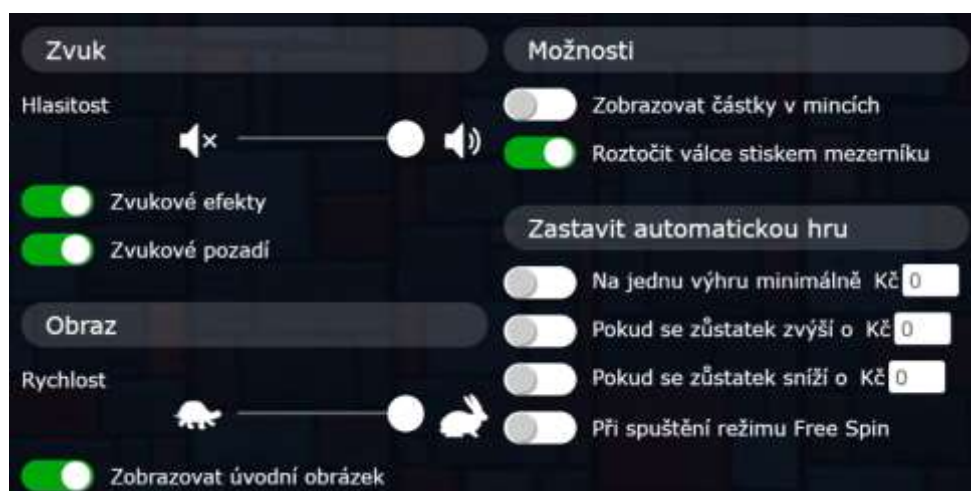 Zvuk
Hlasitost
Zvukové efekty
Zvukové pozadí
Obraz
Rychlost
Zobrazovat úvodní obrázek
Možnosti
Zobrazovat částky v mincích
Roztočit válce stiskem mezerníku
Zastavit automatickou hru
Na jednu výhru minimálně Kč 0
Pokud se zůstatek zvýší o Kč 0
Pokud se zůstatek sníží o Kč 0
Při spuštění režimu Free Spin